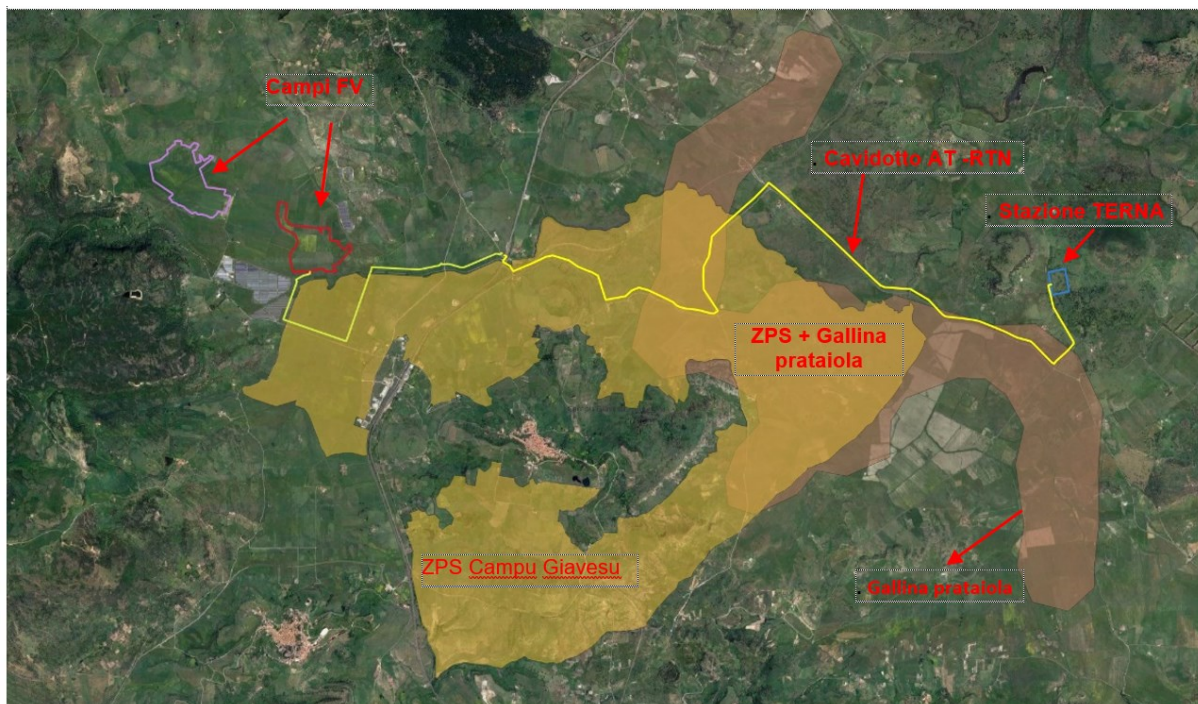 Campi FV
. Cavidotto AT -RTN
. Stazione TERNA
ZPS + Gallina
prataiola
ZPS Campu Giavesu
. Gallina prataiola